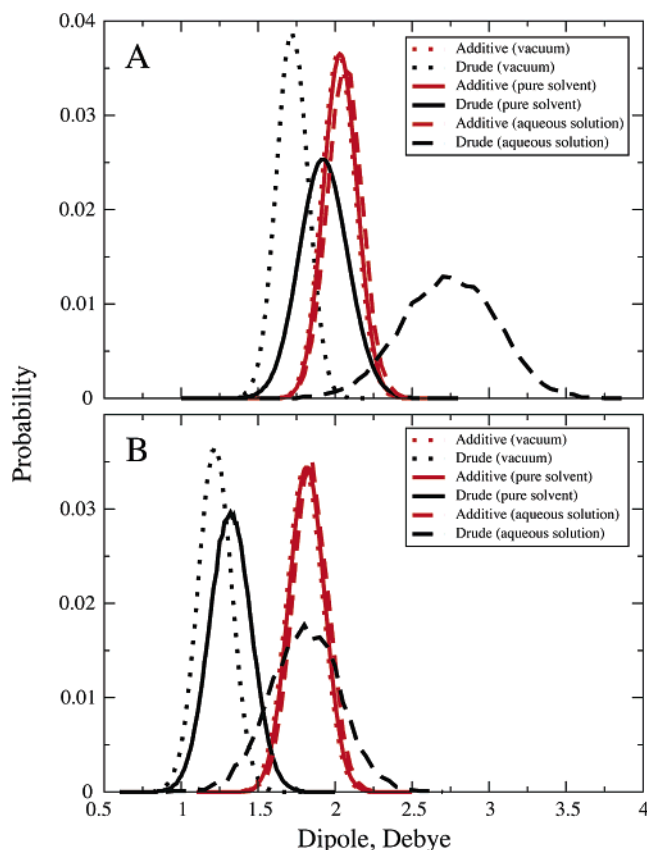 0.04
A
Additive (vacuum)
Drude (vacuum)
Additive (pure solvent)
Drude (pure solvent)
Additive (aqueous solution)
Drude (aqueous solution)
0.03
0.02
0.01
0
Probability
B
Additive (vacuum)
Drude (vacuum)
Additive (pure solvent)
Drude (pure solvent)
Additive (aqueous solution)
Drude (aqueous solution)
0.03
0.02
0.01
0
0.5 1 1.5 2 2.5 3 3.5 4
Dipole, Debye